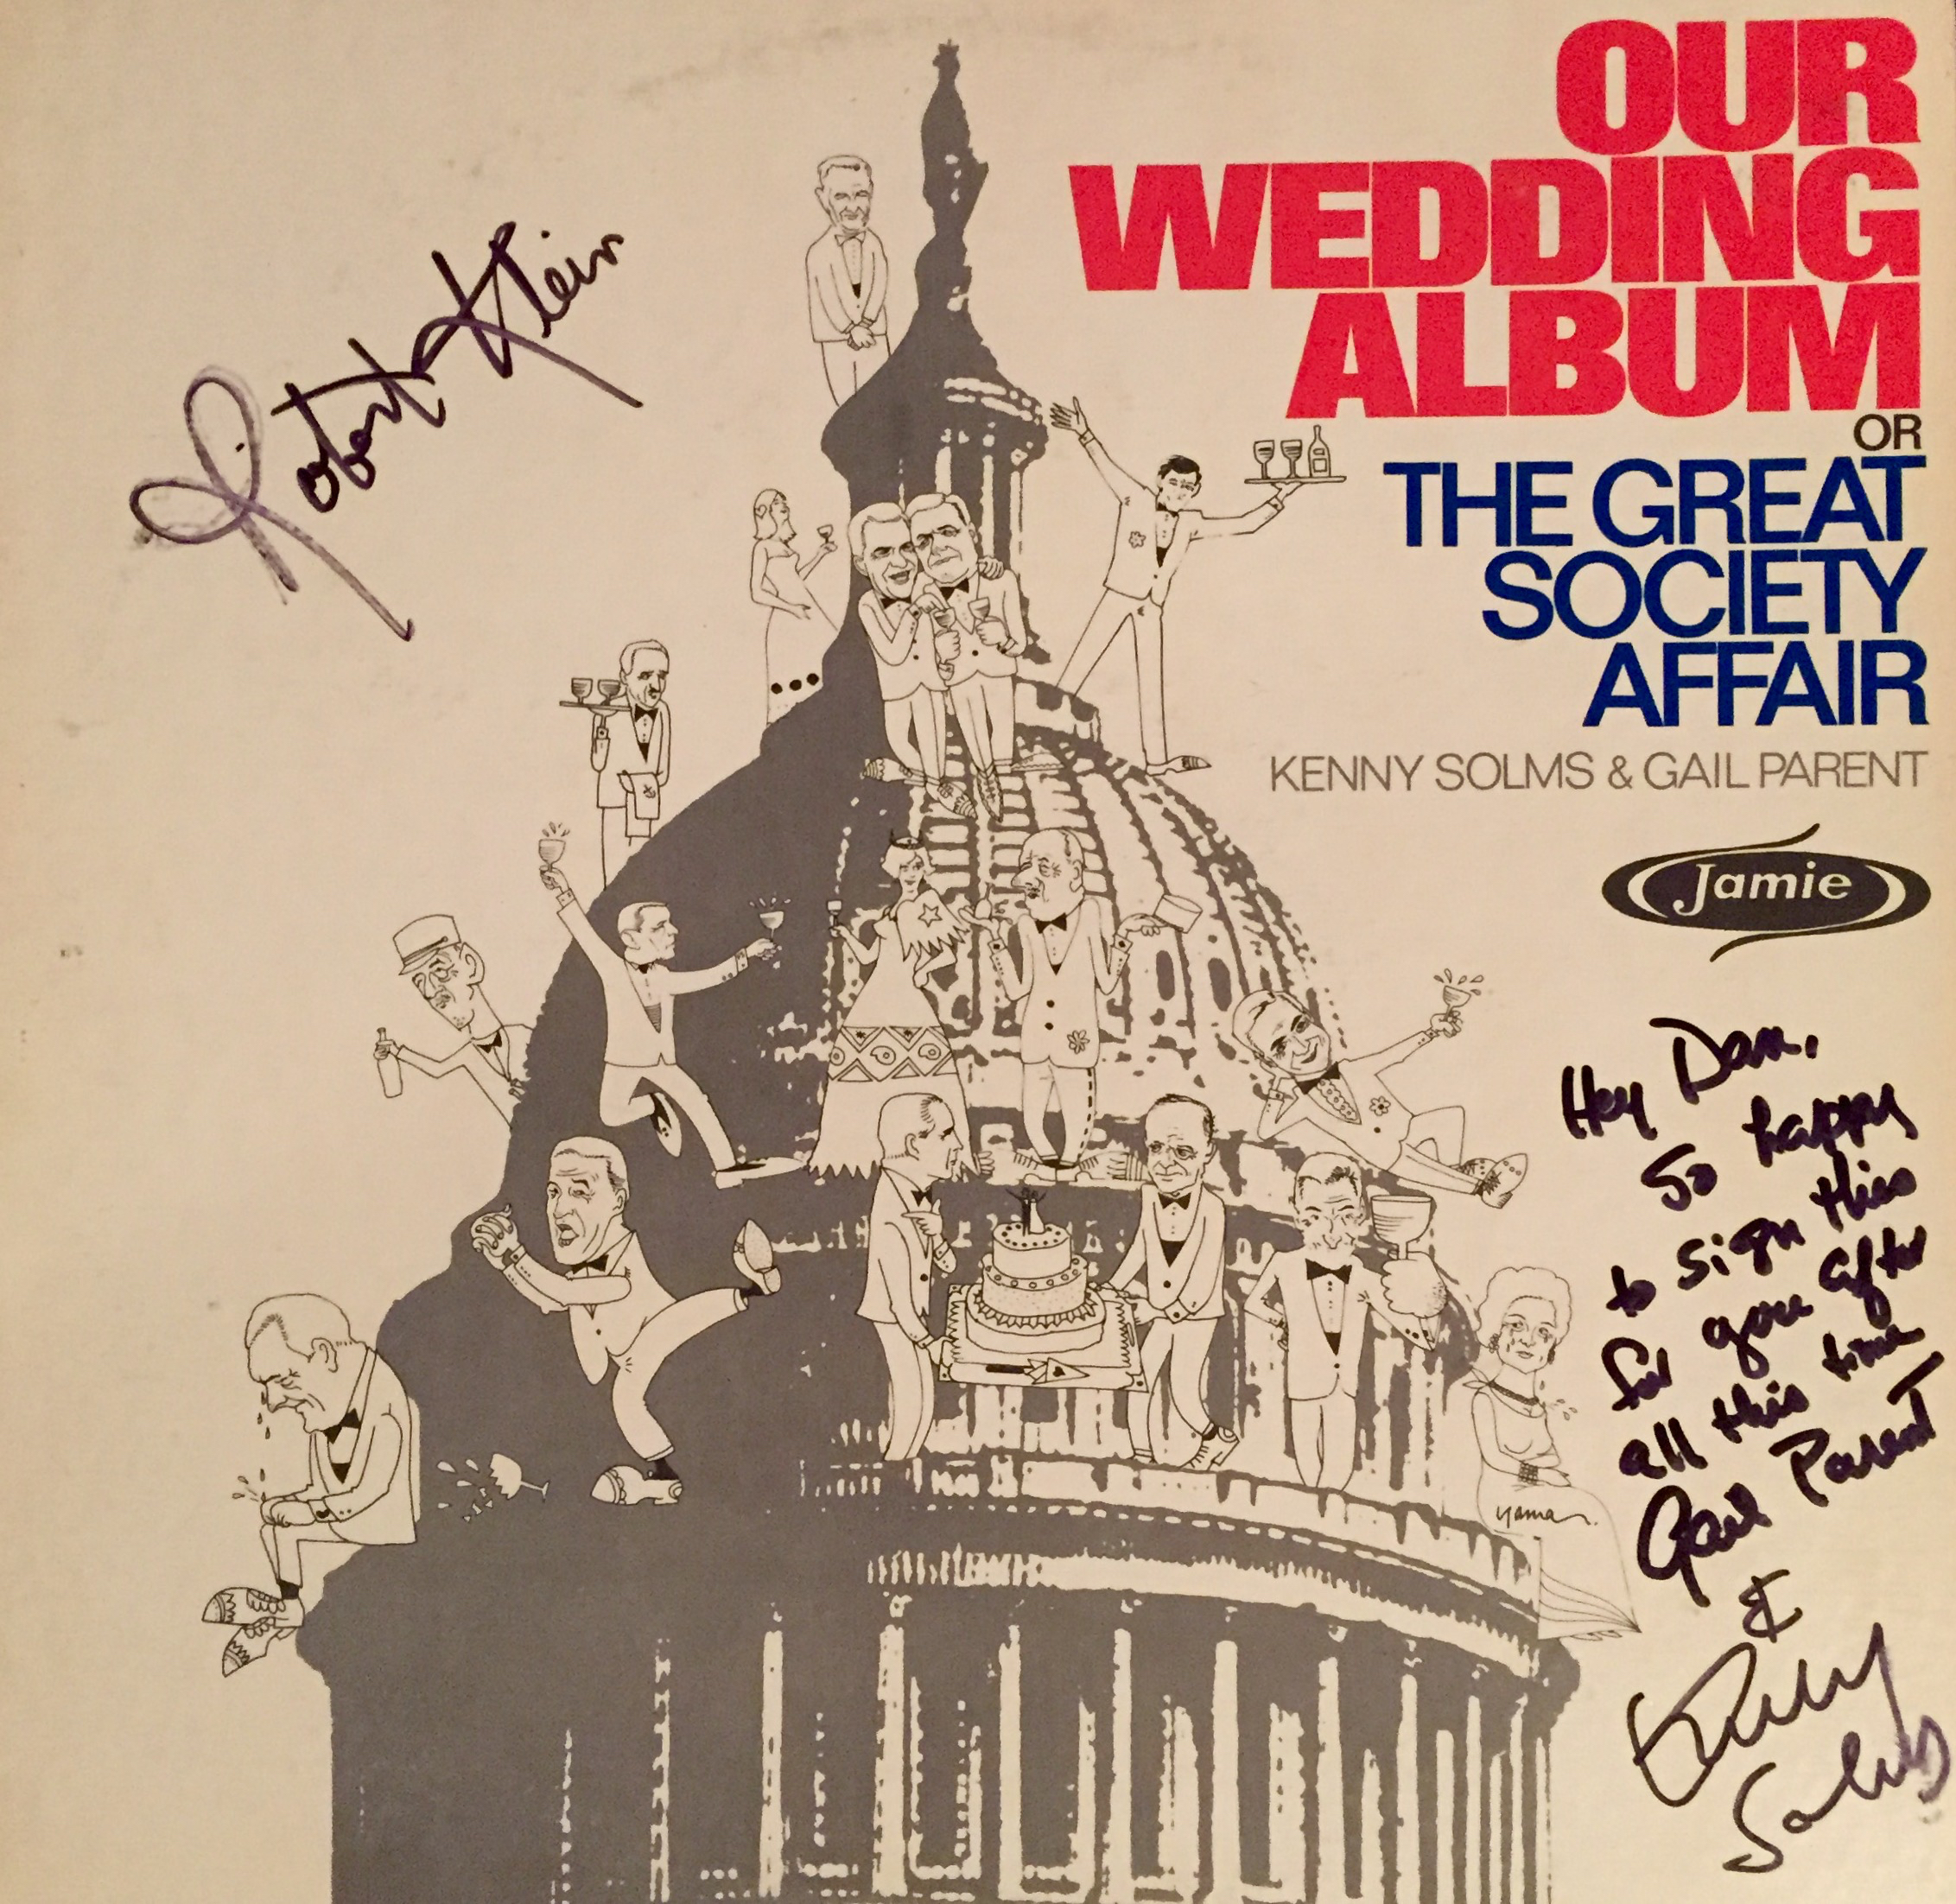 OUR
WEDDING
ALBUM
OR
THE GREAT
SOCIETY
AFFAIR
KENNY SOLMS & GAIL PARENT
Jamie
Robert Klein
Hey Dan,
So happy
to sign this
for you after
all this time
Gail Parent
&
Kenny
Solms
yama